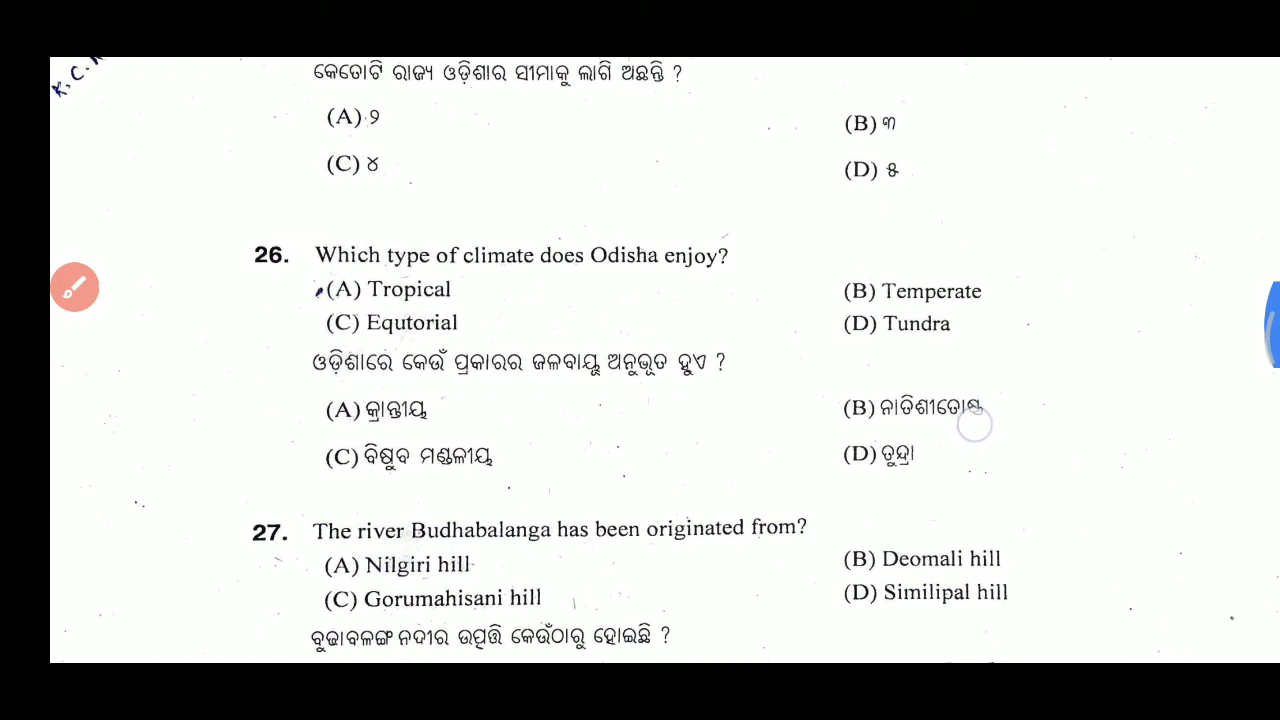 K. C.
କେତୋଟି ରାଜ୍ୟ ଓଡ଼ିଶାର ସୀମାକୁ ଲାଗି ଅଛନ୍ତି ?
(A) ୨ (B) ୩
(C) ୪ (D) ୫
26. Which type of climate does Odisha enjoy?
(A) Tropical (B) Temperate
(C) Equtorial (D) Tundra
ଓଡ଼ିଶାରେ କେଉଁ ପ୍ରକାରର ଜଳବାୟୁ ଅନୁଭୂତ ହୁଏ ?
(A) କ୍ରାନ୍ତୀୟ (B) ନାତିଶୀତୋଷ୍ଣ
(C) ବିଷୁବ ମଣ୍ଡଳୀୟ (D) ତୁନ୍ଦ୍ରା
27. The river Budhabalanga has been originated from?
(A) Nilgiri hill (B) Deomali hill
(C) Gorumahisani hill (D) Similipal hill
ବୁଢାବଳଙ୍ଗ ନଦୀର ଉତ୍ପତ୍ତି କେଉଁଠାରୁ ହୋଇଛି ?